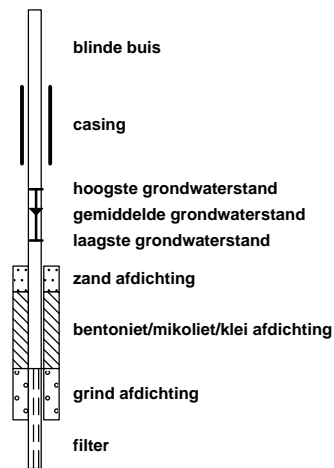 blinde buis
casing
hoogste grondwaterstand
gemiddelde grondwaterstand
laagste grondwaterstand
zand afdichting
bentoniet/mikoliet/klei afdichting
grind afdichting
filter